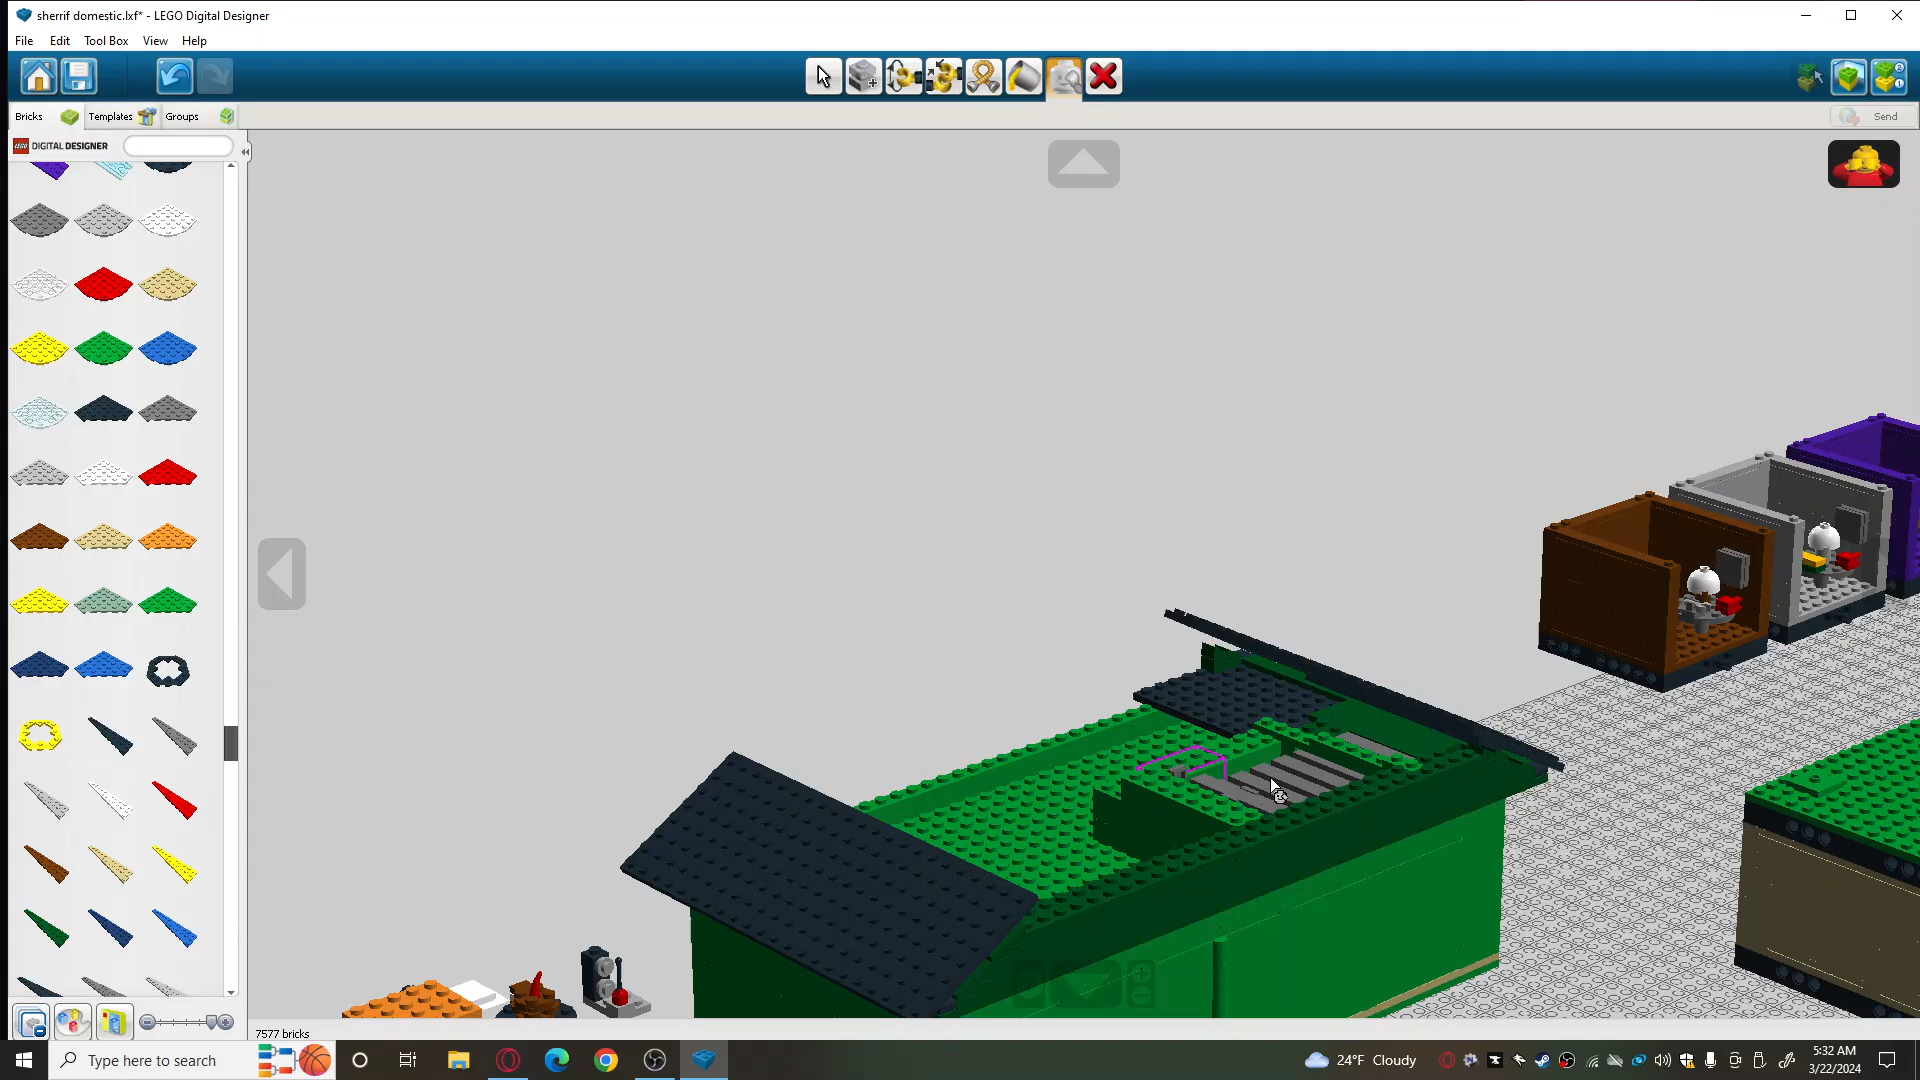 sherrif domestic.lxf* - LEGO Digital Designer
File Edit Tool Box View Help
Bricks Templates Groups
Send
LEGO DIGITAL DESIGNER
7577 bricks
Type here to search
24°F Cloudy
5:32 AM
3/22/2024